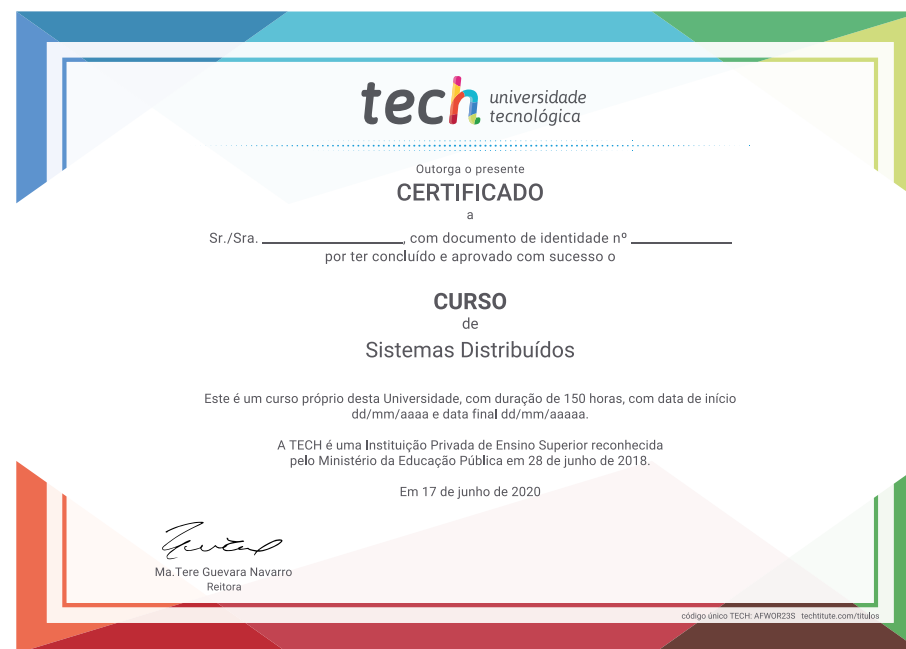 tech universidade
tecnológica
Outorga o presente
CERTIFICADO
a
Sr./Sra. ________________, com documento de identidade nº ____________
por ter concluído e aprovado com sucesso o
CURSO
de
Sistemas Distribuídos
Este é um curso próprio desta Universidade, com duração de 150 horas, com data de início
dd/mm/aaaa e data final dd/mm/aaaaa.
A TECH é uma Instituição Privada de Ensino Superior reconhecida
pelo Ministério da Educação Pública em 28 de junho de 2018.
Em 17 de junho de 2020
Ma.Tere Guevara Navarro
Reitora
código único TECH: AFWOR23S techtitute.com/títulos